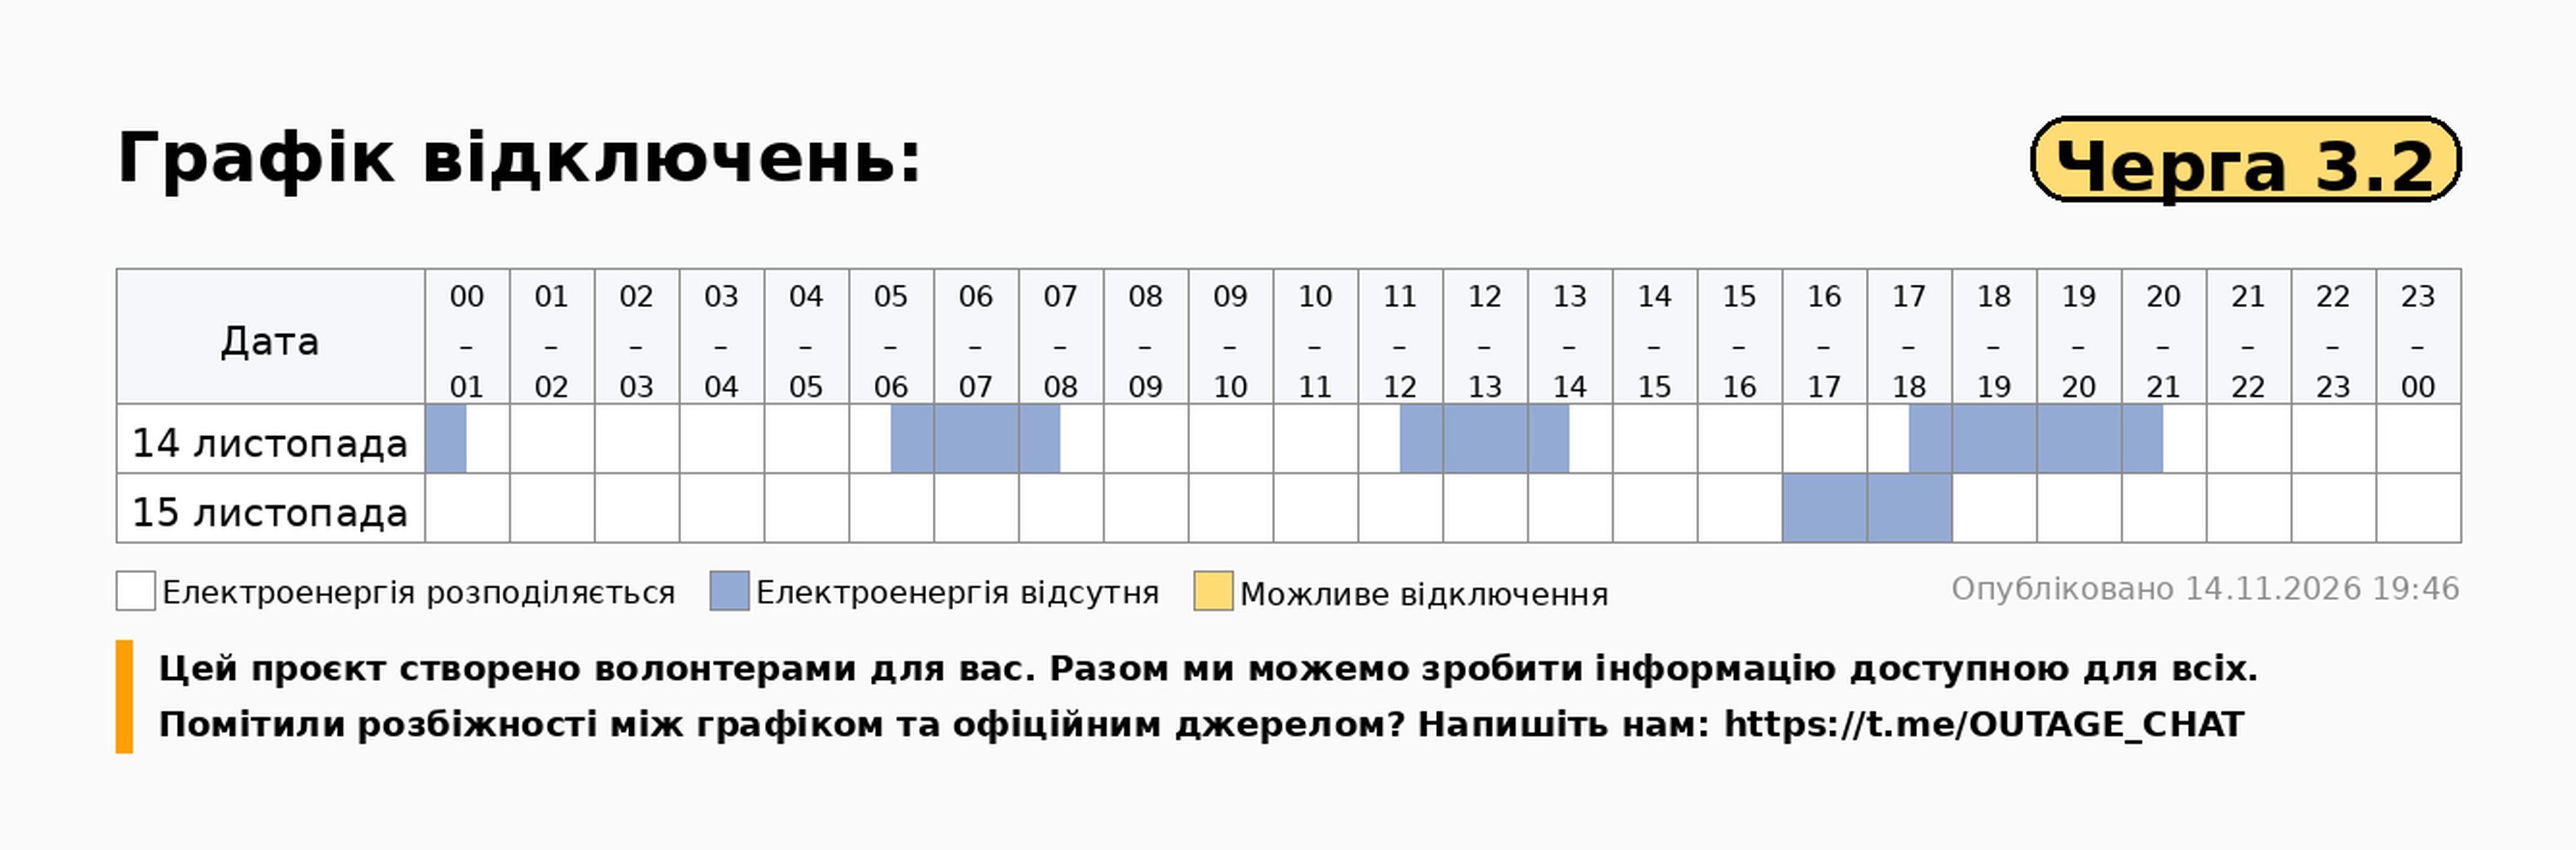 Графік відключень:
Черга 3.2
Дата
00 – 01
01 – 02
02 – 03
03 – 04
04 – 05
05 – 06
06 – 07
07 – 08
08 – 09
09 – 10
10 – 11
11 – 12
12 – 13
13 – 14
14 – 15
15 – 16
16 – 17
17 – 18
18 – 19
19 – 20
20 – 21
21 – 22
22 – 23
23 – 00
14 листопада
15 листопада
Електроенергія розподіляється
Електроенергія відсутня
Можливе відключення
Опубліковано 14.11.2026 19:46
Цей проєкт створено волонтерами для вас. Разом ми можемо зробити інформацію доступною для всіх.
Помітили розбіжності між графіком та офіційним джерелом? Напишіть нам: https://t.me/OUTAGE_CHAT